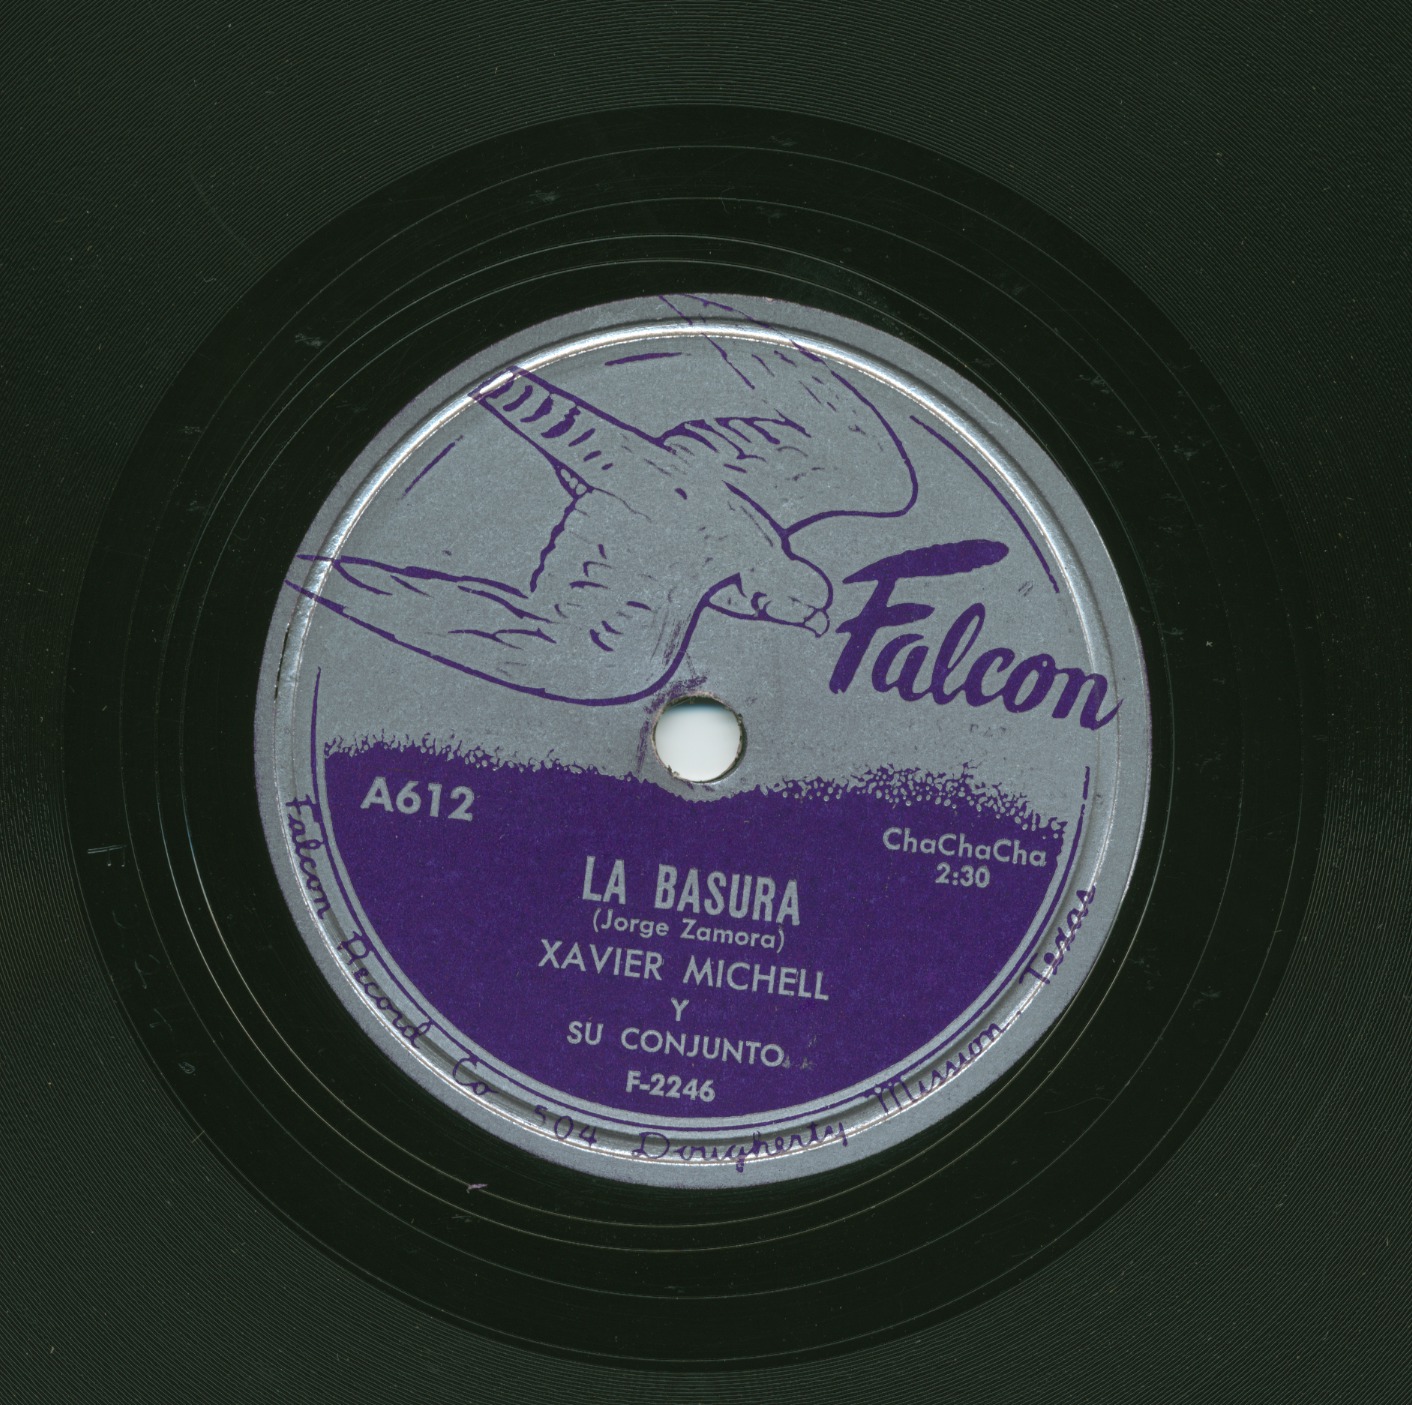 Falcon
A612
ChaChaCha
2:30
LA BASURA
(Jorge Zamora)
XAVIER MICHELL
Y
SU CONJUNTO
F-2246
Falcon Record Co 504 Dougherty Mission, Texas